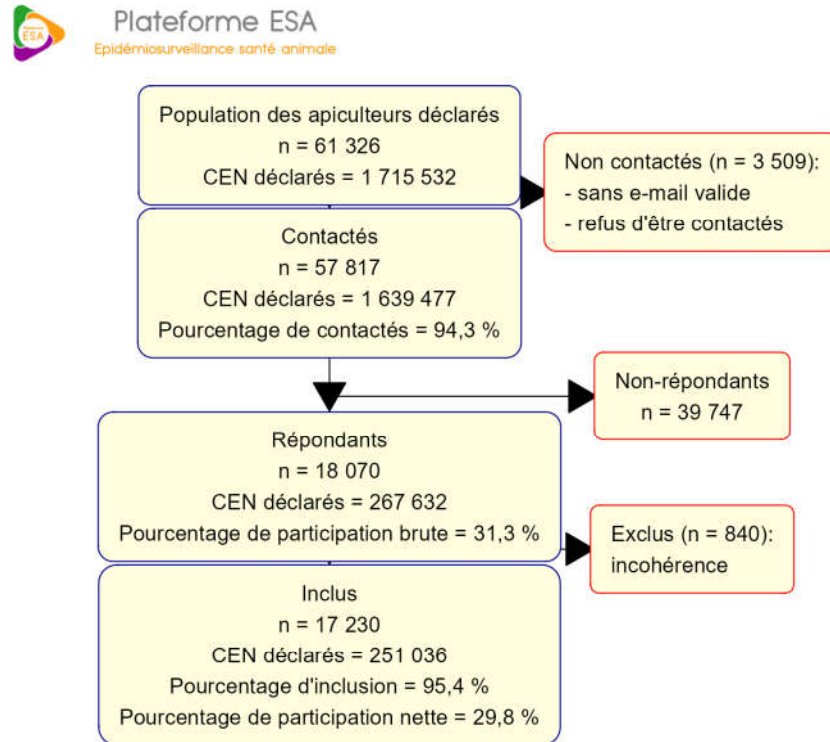 ESA
Plateforme ESA
Epidémiosurveillance santé animale
Population des apiculteurs déclarés
n = 61 326
CEN déclarés = 1 715 532
Non contactés (n = 3 509):
- sans e-mail valide
- refus d'être contactés
Contactés
n = 57 817
CEN déclarés = 1 639 477
Pourcentage de contactés = 94,3 %
Non-répondants
n = 39 747
Répondants
n = 18 070
CEN déclarés = 267 632
Pourcentage de participation brute = 31,3 %
Exclus (n = 840):
incohérence
Inclus
n = 17 230
CEN déclarés = 251 036
Pourcentage d'inclusion = 95,4 %
Pourcentage de participation nette = 29,8 %